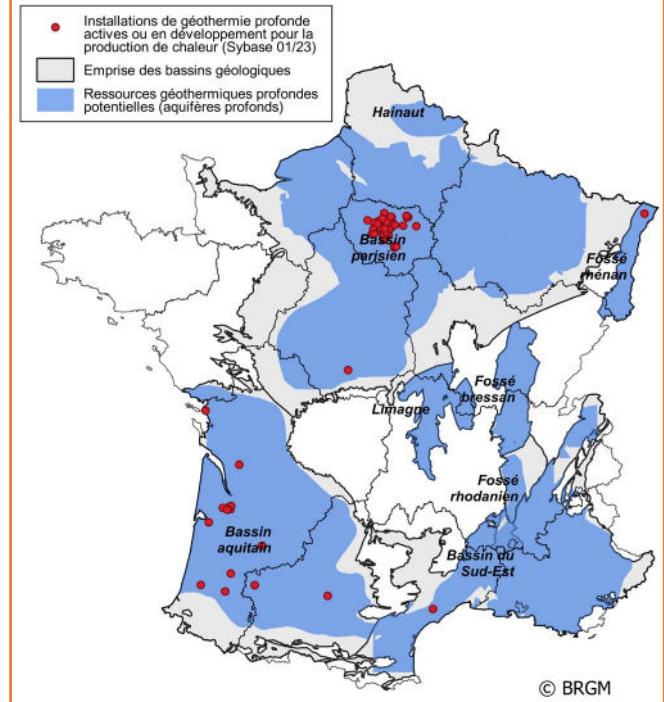 Installations de géothermie profonde
actives ou en développement pour la
production de chaleur (Sybase 01/23)
Emprise des bassins géologiques
Ressources géothermiques profondes
potentielles (aquifères profonds)
Hainaut
Bassin
parisien
Fossé
rhénan
Fossé
bressan
Limagne
Fossé
rhodanien
Bassin
aquitain
Bassin du
Sud-Est
© BRGM